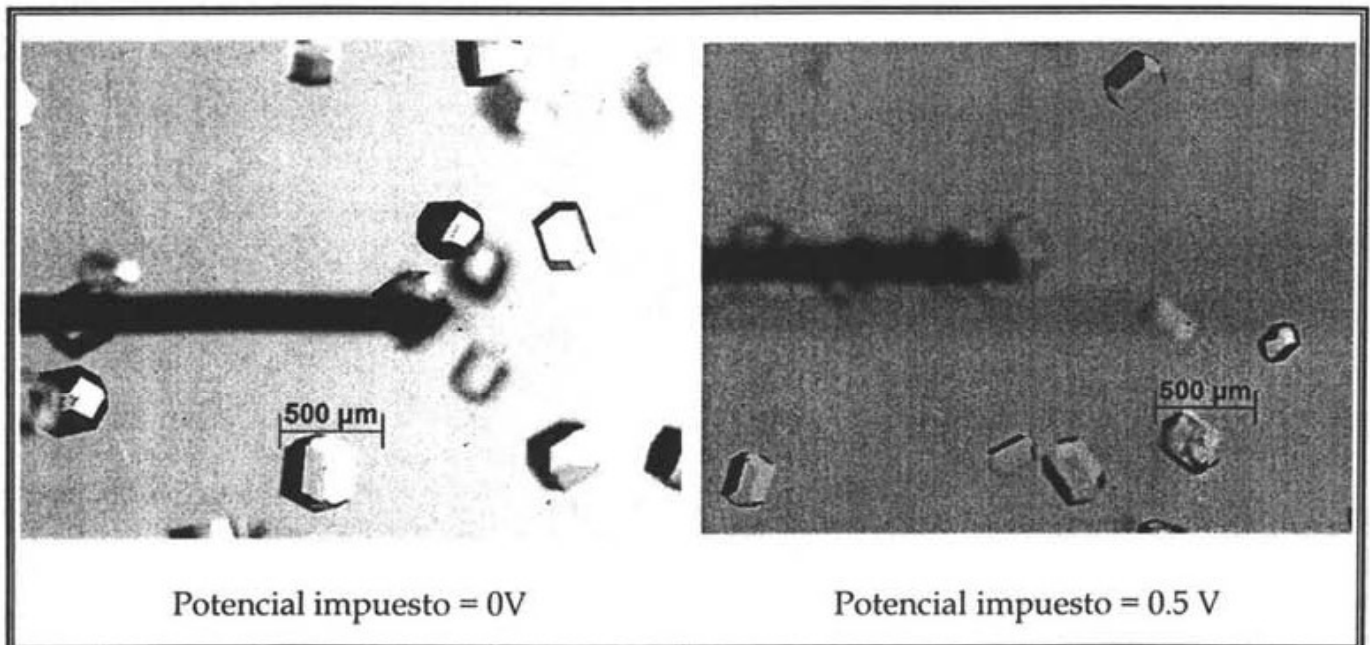 500 µm
500 µm
Potencial impuesto = 0V
Potencial impuesto = 0.5 V